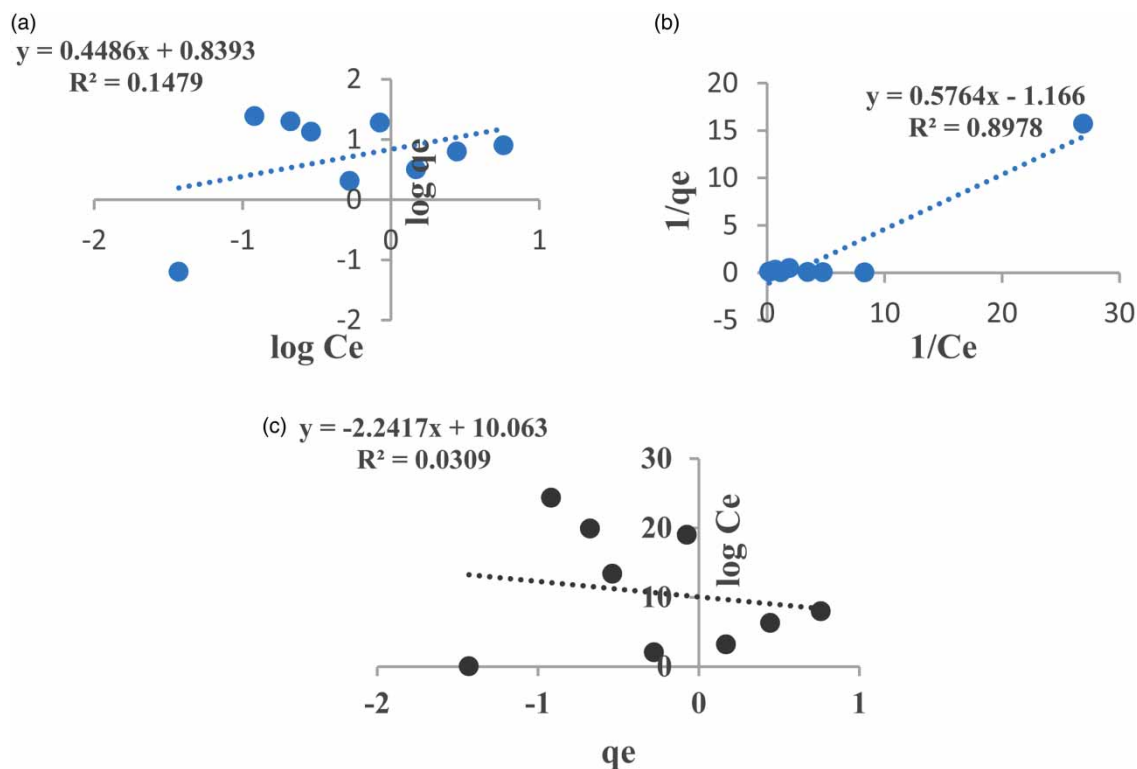 (a)
y = 0.4486x + 0.8393
R² = 0.1479
2
1
0
-1
-2
-2
-1
0
1
log qe
log Ce
(b)
y = 0.5764x - 1.166
R² = 0.8978
20
15
10
5
0
-5
0
10
20
30
1/qe
1/Ce
(c)
y = -2.2417x + 10.063
R² = 0.0309
30
20
10
0
-2
-1
0
1
log Ce
qe